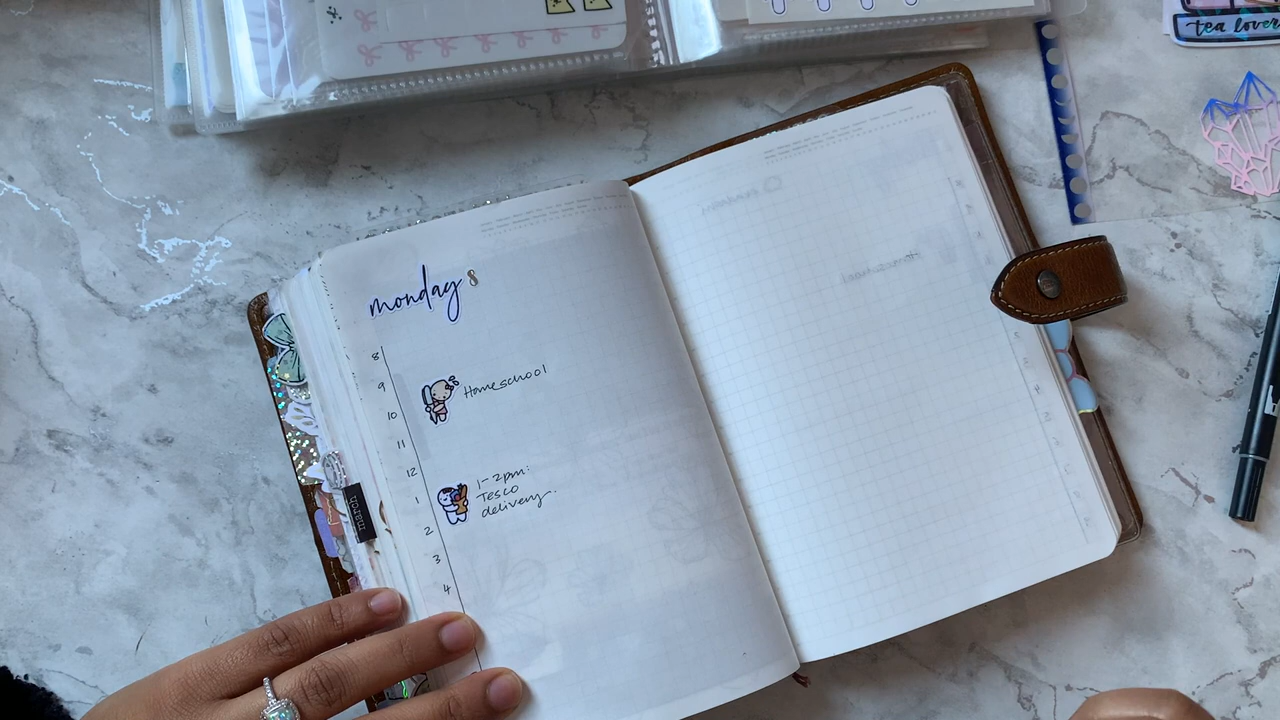 tea lover
monday 8
8
9
Homeschool
10
11
12
1-2pm:
Tesco
delivery.
1
2
3
4
march